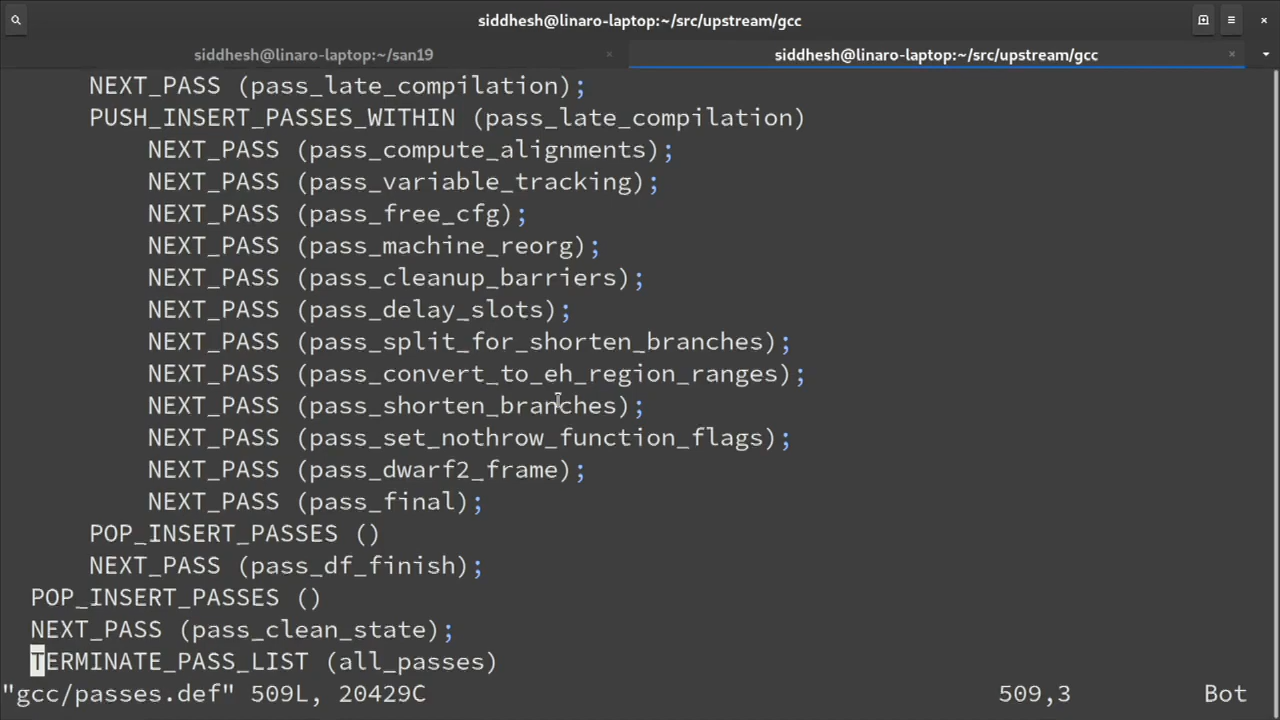 siddhesh@linaro-laptop:~/src/upstream/gcc
siddhesh@linaro-laptop:~/san19
siddhesh@linaro-laptop:~/src/upstream/gcc
NEXT_PASS (pass_late_compilation);
PUSH_INSERT_PASSES_WITHIN (pass_late_compilation)
NEXT_PASS (pass_compute_alignments);
NEXT_PASS (pass_variable_tracking);
NEXT_PASS (pass_free_cfg);
NEXT_PASS (pass_machine_reorg);
NEXT_PASS (pass_cleanup_barriers);
NEXT_PASS (pass_delay_slots);
NEXT_PASS (pass_split_for_shorten_branches);
NEXT_PASS (pass_convert_to_eh_region_ranges);
NEXT_PASS (pass_shorten_branches);
NEXT_PASS (pass_set_nothrow_function_flags);
NEXT_PASS (pass_dwarf2_frame);
NEXT_PASS (pass_final);
POP_INSERT_PASSES ()
NEXT_PASS (pass_df_finish);
POP_INSERT_PASSES ()
NEXT_PASS (pass_clean_state);
TERMINATE_PASS_LIST (all_passes)
"gcc/passes.def" 509L, 20429C 509,3 Bot